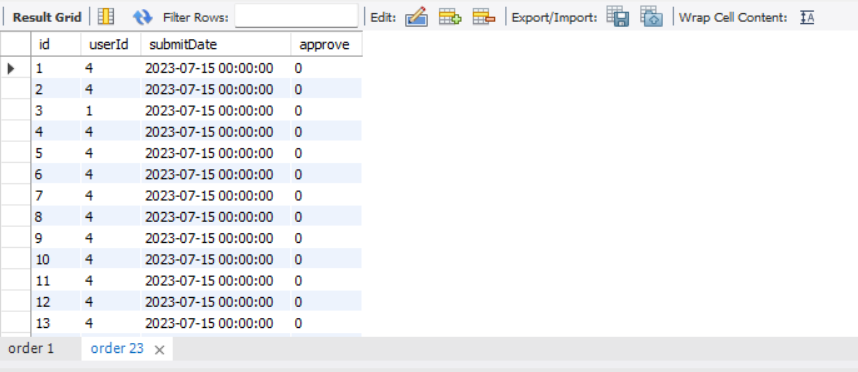 Result Grid Filter Rows: Edit: Export/Import: Wrap Cell Content: IA
id userId submitDate approve
1 4 2023-07-15 00:00:00 0
2 4 2023-07-15 00:00:00 0
3 1 2023-07-15 00:00:00 0
4 4 2023-07-15 00:00:00 0
5 4 2023-07-15 00:00:00 0
6 4 2023-07-15 00:00:00 0
7 4 2023-07-15 00:00:00 0
8 4 2023-07-15 00:00:00 0
9 4 2023-07-15 00:00:00 0
10 4 2023-07-15 00:00:00 0
11 4 2023-07-15 00:00:00 0
12 4 2023-07-15 00:00:00 0
13 4 2023-07-15 00:00:00 0
order 1 order 23